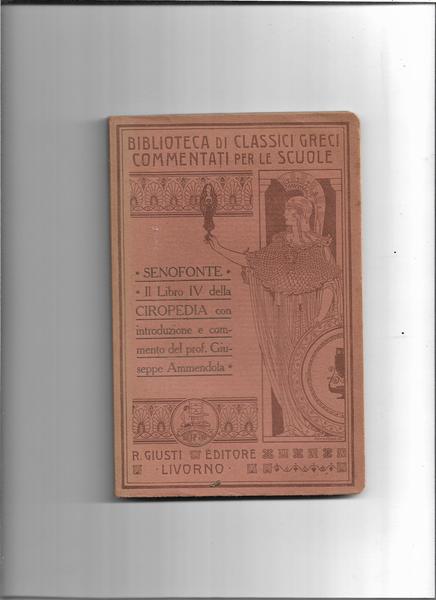 BIBLIOTECA DI CLASSICI GRECI
COMMENTATI PER LE SCUOLE
• SENOFONTE •
• Il Libro IV della
CIROPEDIA con
introduzione e com-
mento del prof. Giu-
seppe Ammendola •
R. GIUSTI EDITORE
• LIVORNO •